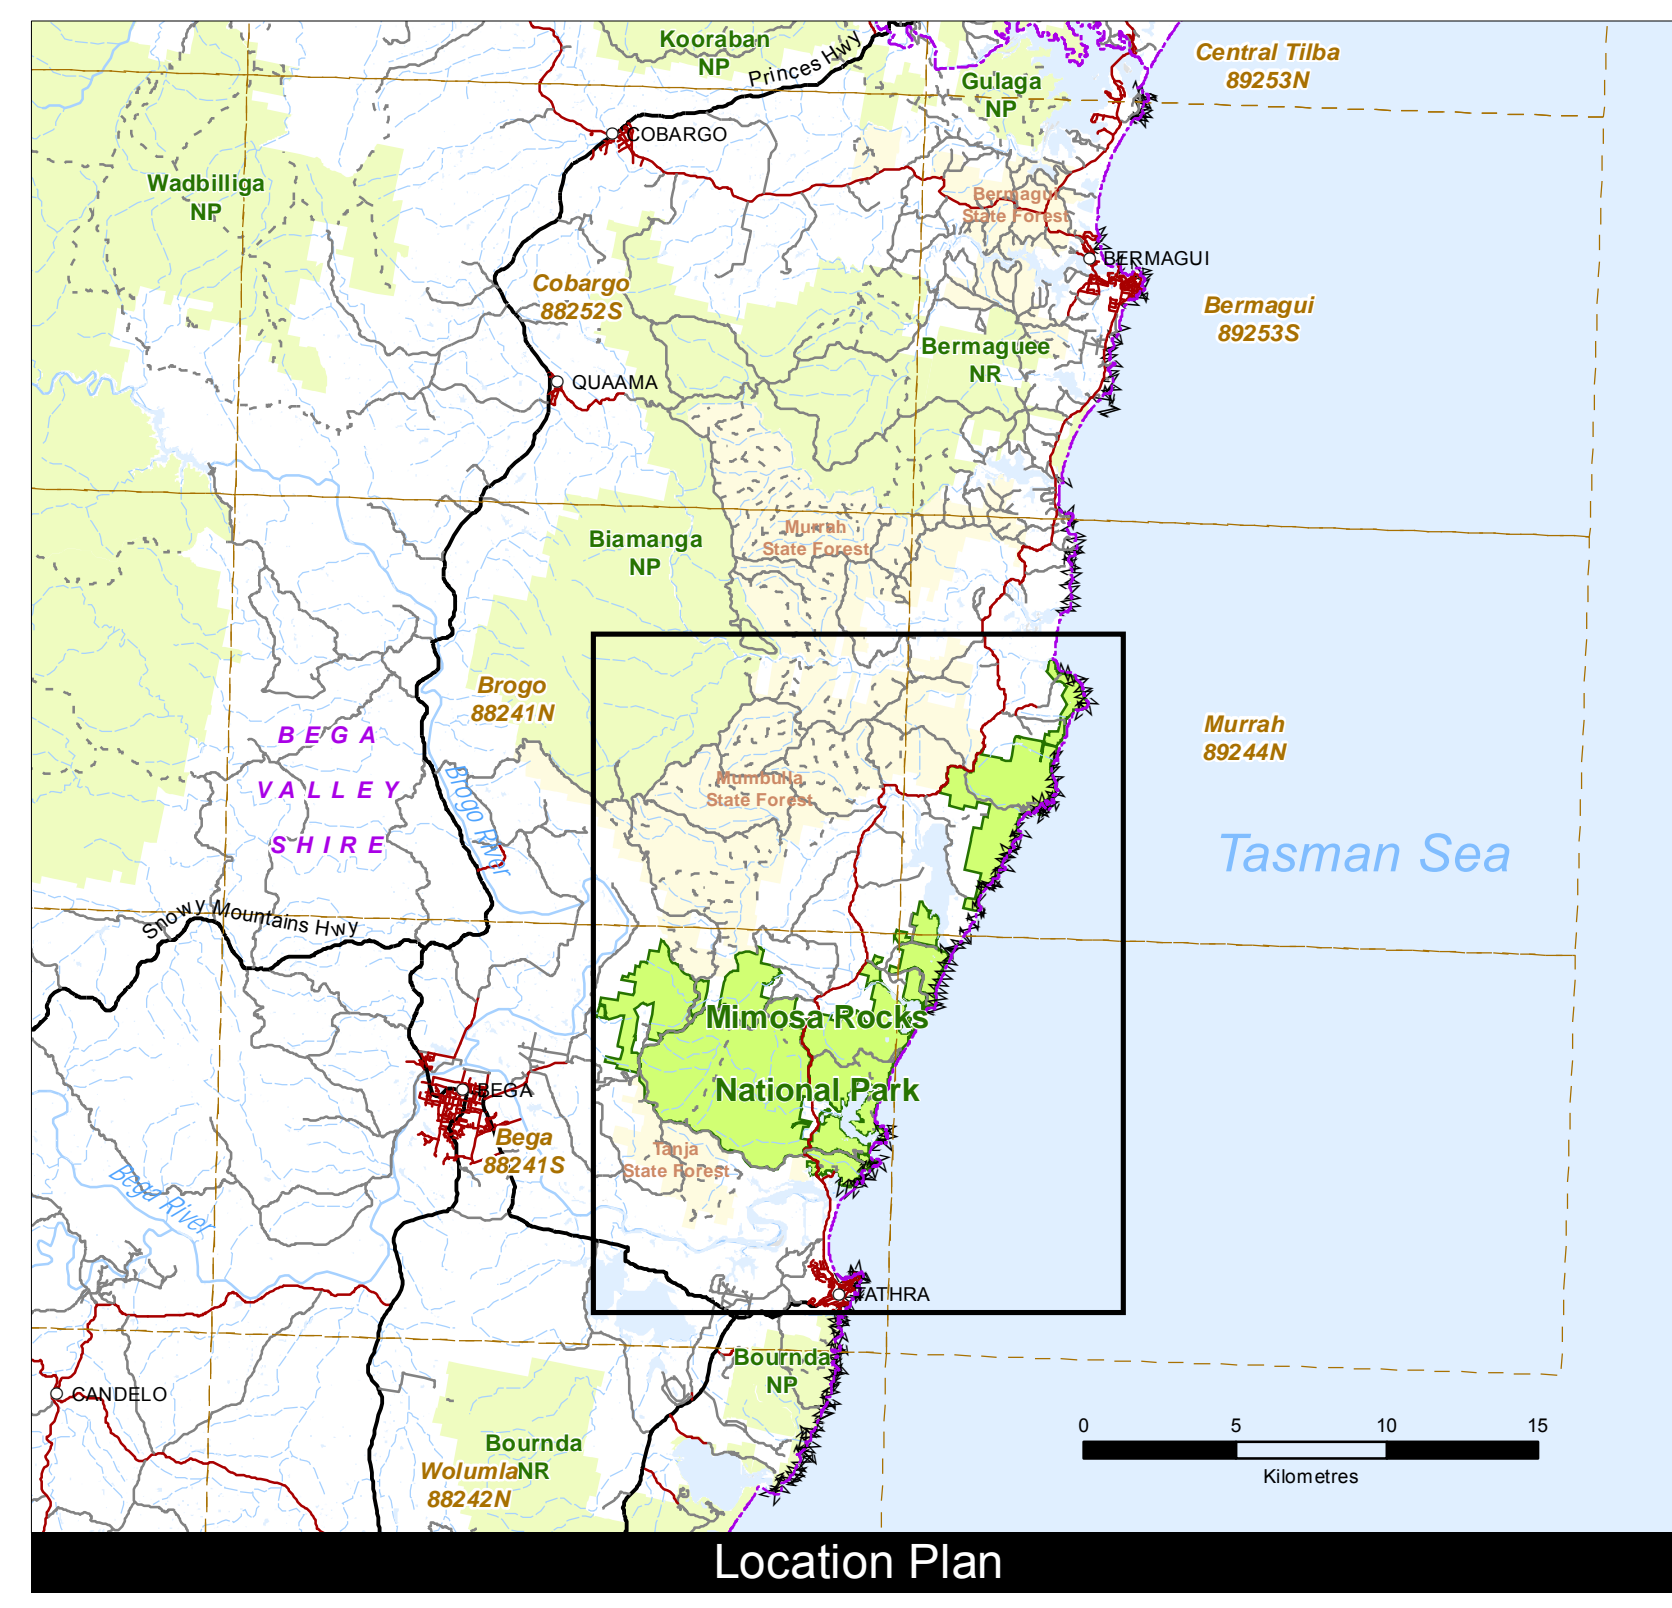 Kooraban
NP
Princes Hwy
Central Tilba
89253N
Gulaga
NP
COBARGO
Wadbilliga
NP
Bermagui
State Forest
BERMAGUI
Cobargo
88252S
Bermagui
89253S
Bermaguee
NR
QUAAMA
Murrah
State Forest
Biamanga
NP
Brogo
88241N
BEGA
VALLEY
SHIRE
Brogo River
Murrah
89244N
Mumbulla
State Forest
Tasman Sea
Snowy Mountains Hwy
Mimosa Rocks
National Park
BEGA
Bega
88241S
Tanja
State Forest
Bega River
TATHRA
Bournda
NP
CANDELO
Bournda
NR
Wolumla
88242N
0 5 10 15
Kilometres
Location Plan